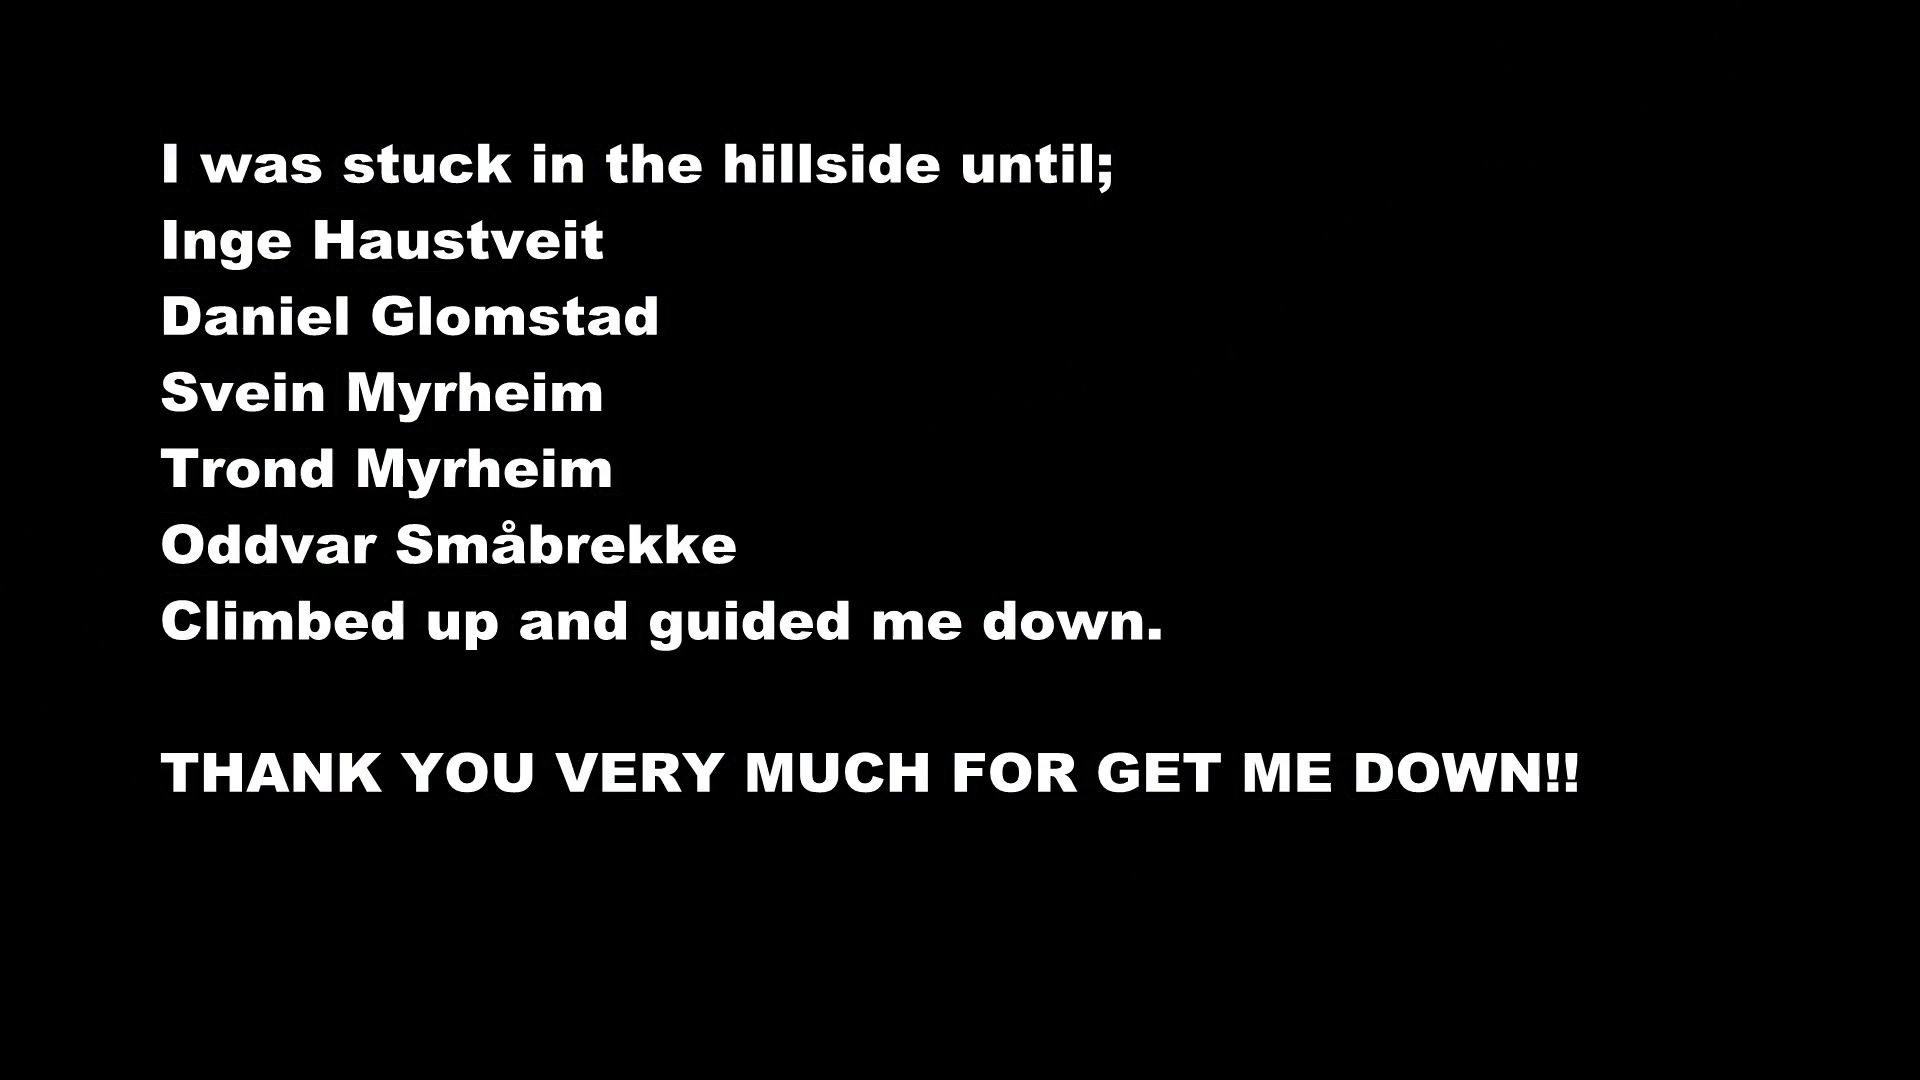 I was stuck in the hillside until;
Inge Haustveit
Daniel Glomstad
Svein Myrheim
Trond Myrheim
Oddvar Småbrekke
Climbed up and guided me down.
THANK YOU VERY MUCH FOR GET ME DOWN!!